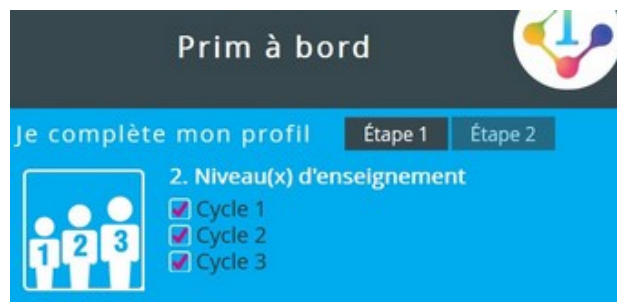 Prim à bord
1
Je complète mon profil Étape 1 Étape 2
2. Niveau(x) d'enseignement
Cycle 1
Cycle 2
Cycle 3
1 2 3